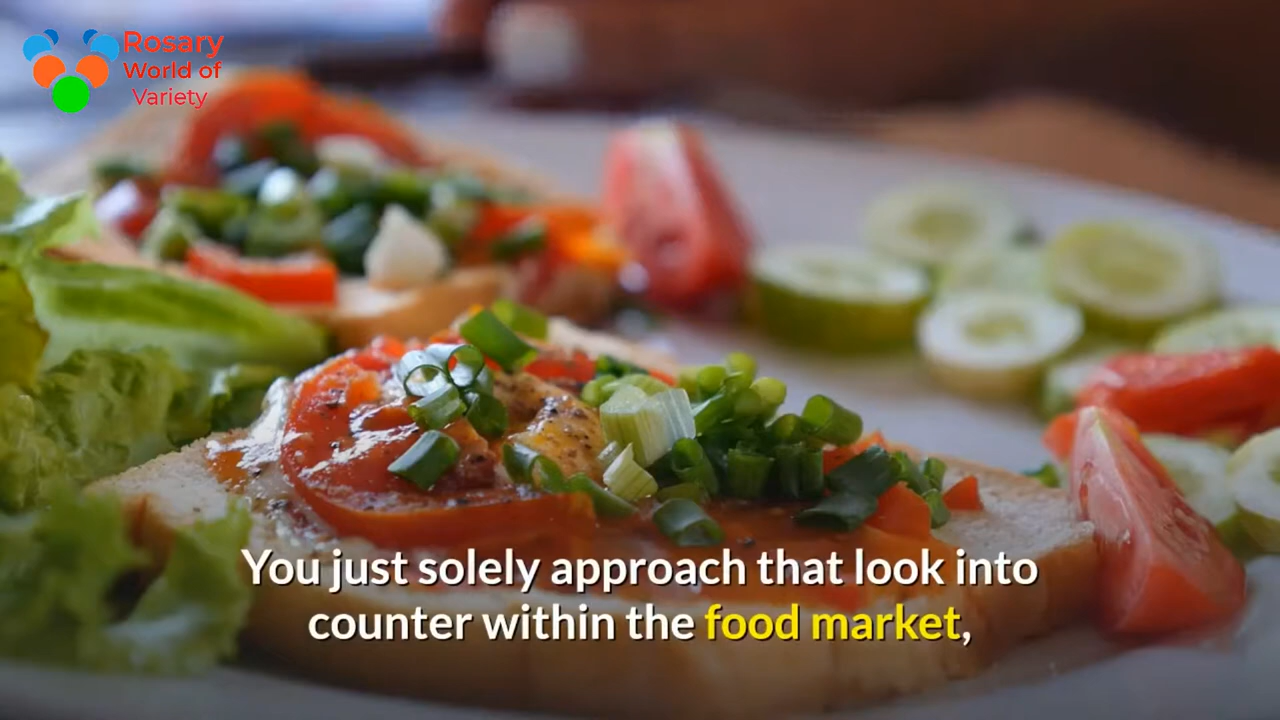 Rosary
World of
Variety
You just solely approach that look into
counter within the food market,